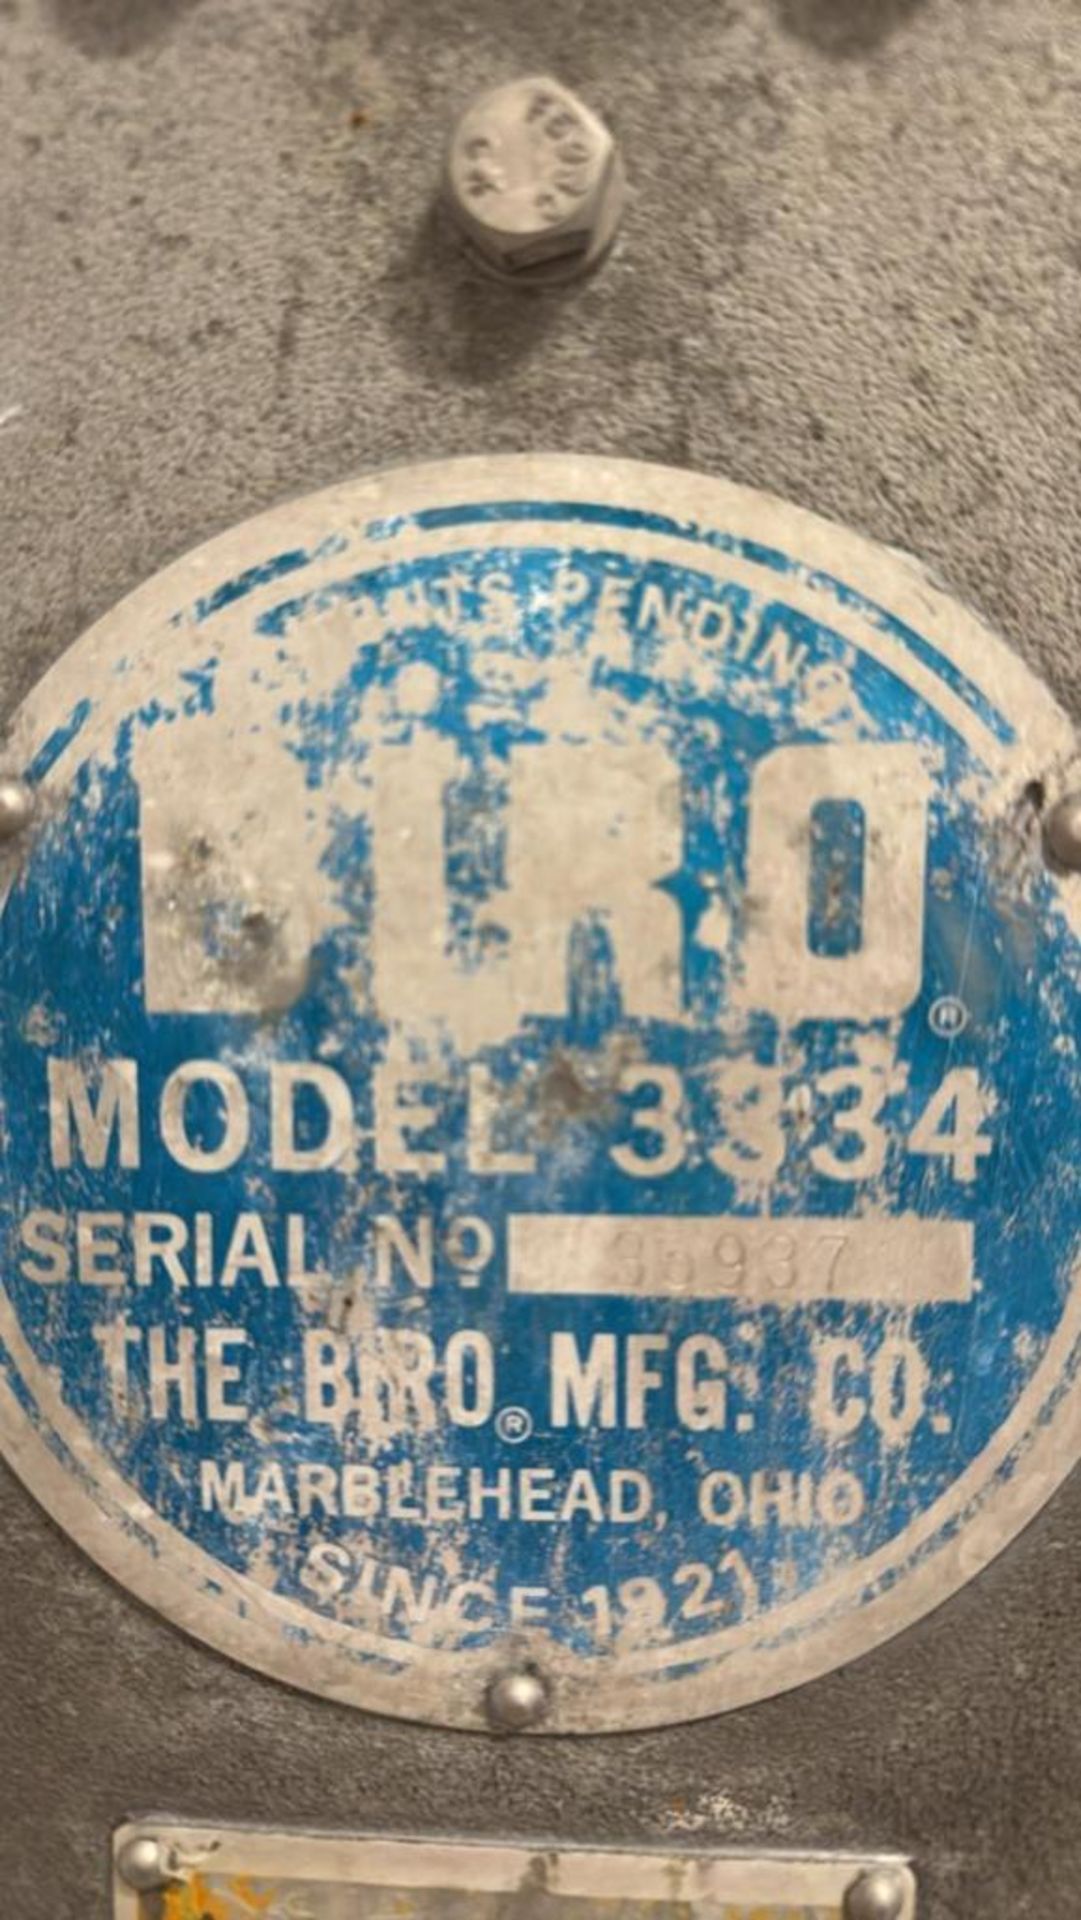 PATENTS PENDING
BIRO ®
MODEL 3334
SERIAL Nº 35937
THE BIRO® MFG. CO.
MARBLEHEAD, OHIO
SINCE 1921